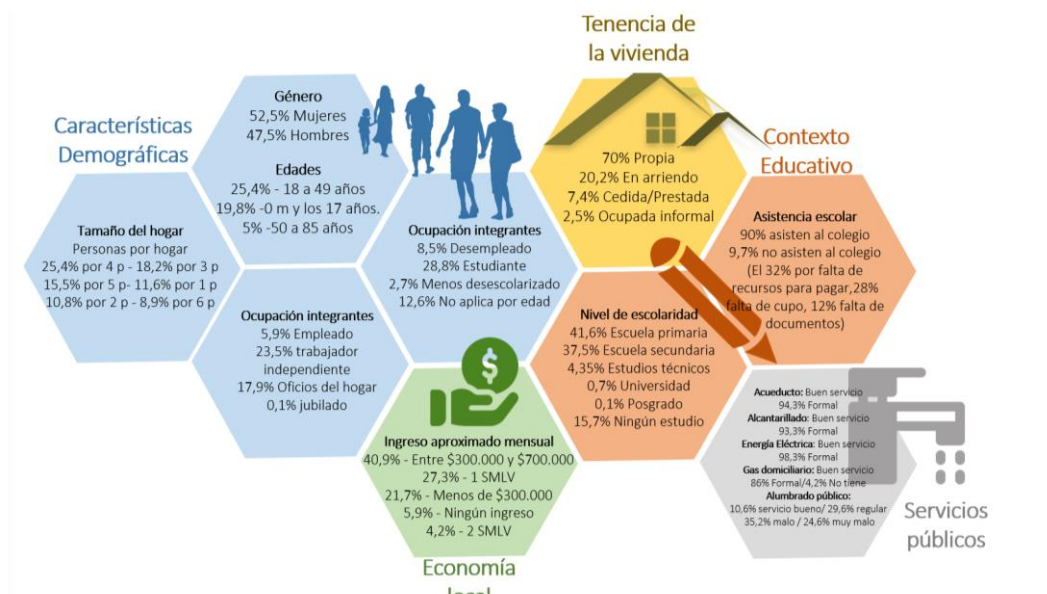 Características
Demográficas
Género
52,5% Mujeres
47,5% Hombres
Edades
25,4% - 18 a 49 años
19,8% -0 m y los 17 años.
5% -50 a 85 años
Tamaño del hogar
Personas por hogar
25,4% por 4 p - 18,2% por 3 p
15,5% por 5 p- 11,6% por 1 p
10,8% por 2 p - 8,9% por 6 p
Ocupación integrantes
5,9% Empleado
23,5% trabajador
independiente
17,9% Oficios del hogar
0,1% jubilado
Ocupación integrantes
8,5% Desempleado
28,8% Estudiante
2,7% Menos desescolarizado
12,6% No aplica por edad
Tenencia de
la vivienda
70% Propia
20,2% En arriendo
7,4% Cedida/Prestada
2,5% Ocupada informal
Contexto
Educativo
Asistencia escolar
90% asisten al colegio
9,7% no asisten al colegio
(El 32% por falta de
recursos para pagar,28%
falta de cupo, 12% falta de
documentos)
Nivel de escolaridad
41,6% Escuela primaria
37,5% Escuela secundaria
4,35% Estudios técnicos
0,7% Universidad
0,1% Posgrado
15,7% Ningún estudio
$
Ingreso aproximado mensual
40,9% - Entre $300.000 y $700.000
27,3% - 1 SMLV
21,7% - Menos de $300.000
5,9% - Ningún ingreso
4,2% - 2 SMLV
Economía
local
Acueducto: Buen servicio
94,3% Formal
Alcantarillado: Buen servicio
93,3% Formal
Energía Eléctrica: Buen servicio
98,3% Formal
Gas domiciliario: Buen servicio
86% Formal/4,2% No tiene
Alumbrado público:
10,6% servicio bueno/ 29,6% regular
35,2% malo / 24,6% muy malo
Servicios
públicos